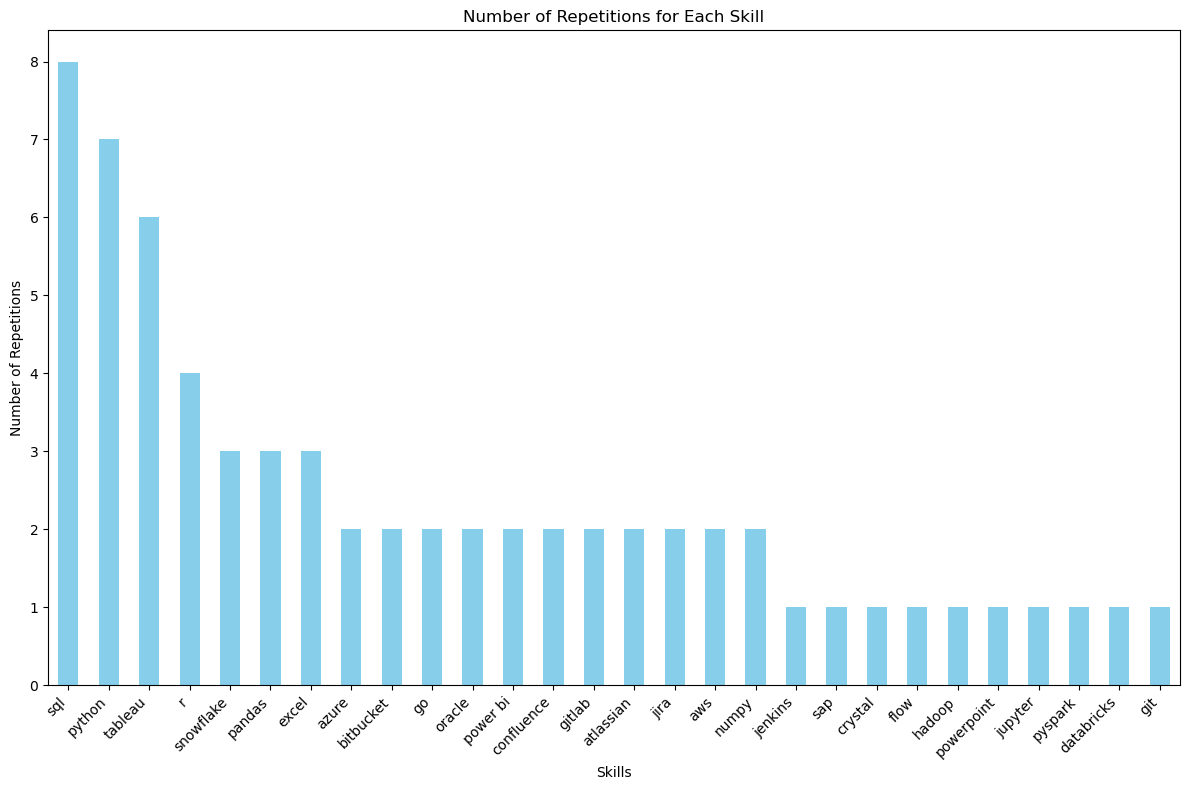 Number of Repetitions for Each Skill
Number of Repetitions
8
7
6
5
4
3
2
1
0
sql
python
tableau
r
snowflake
pandas
excel
azure
bitbucket
go
oracle
power bi
confluence
gitlab
atlassian
jira
aws
numpy
jenkins
sap
crystal
flow
hadoop
powerpoint
jupyter
pyspark
databricks
git
Skills